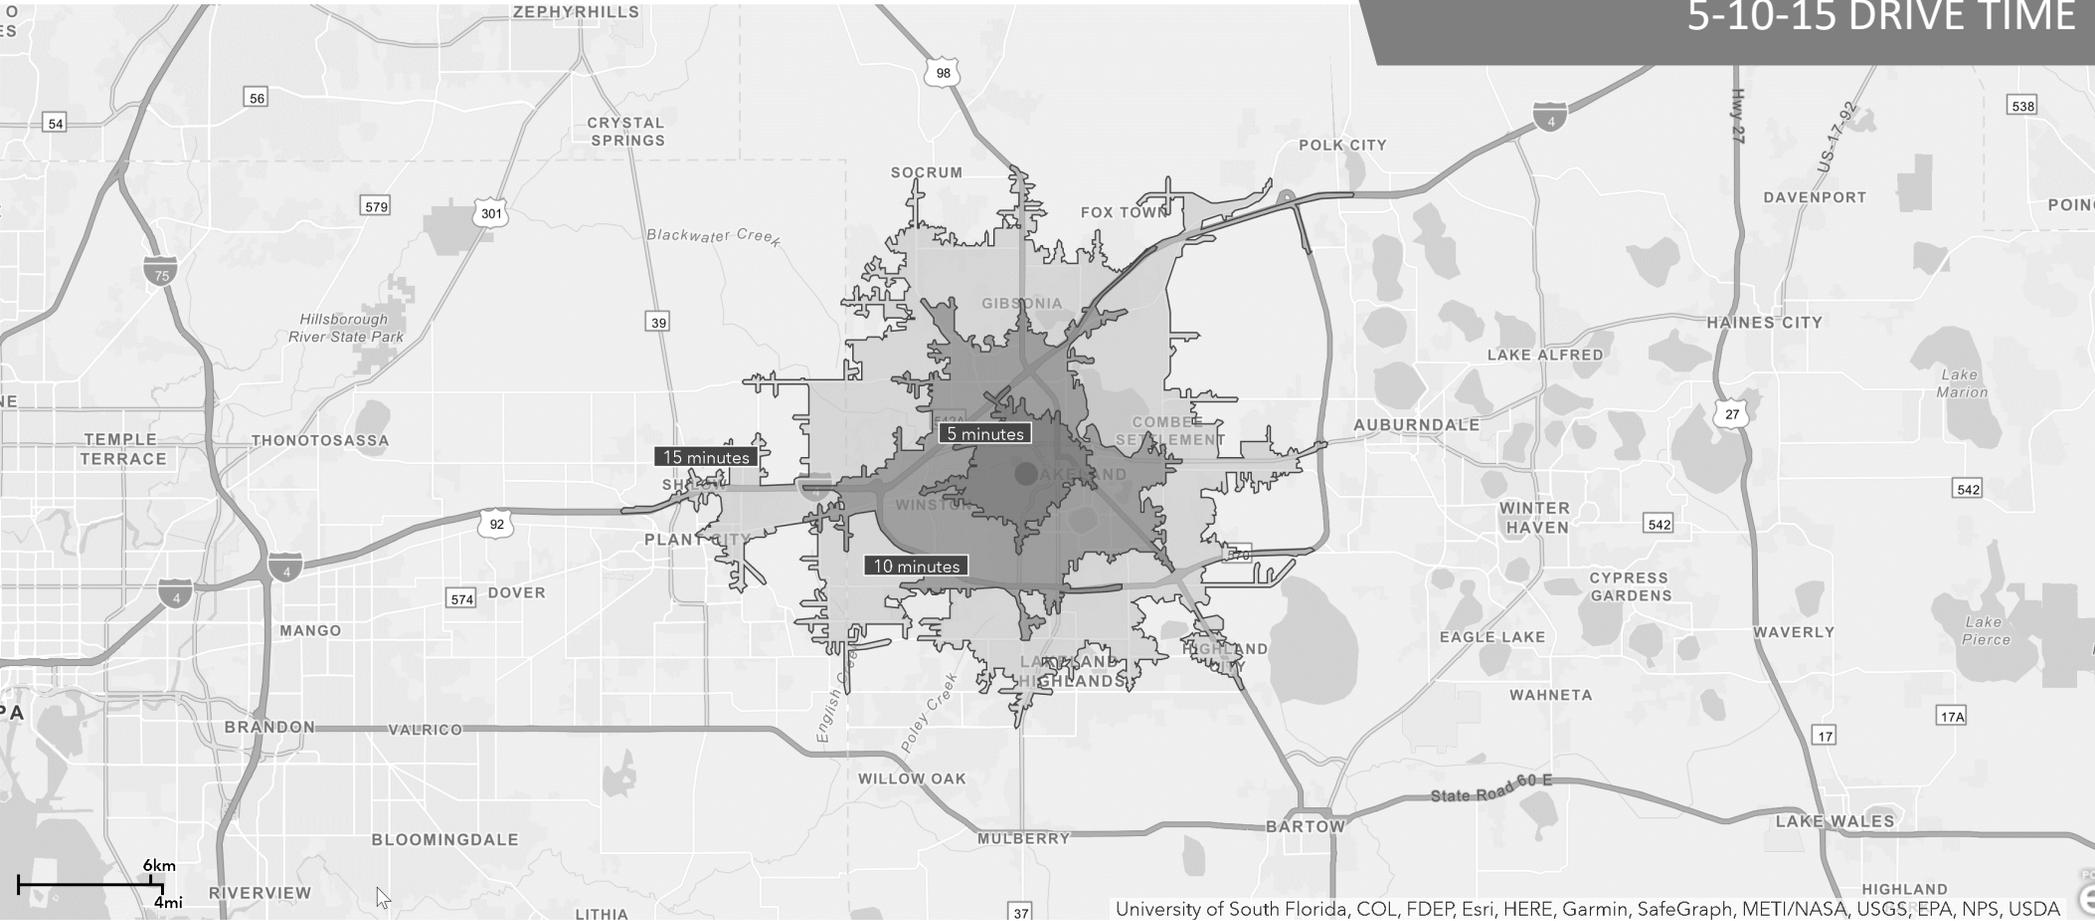 5-10-15 DRIVE TIME
ZEPHYRHILLS
98
56
54
4
538
Hwy 27
US-17-92
CRYSTAL
SPRINGS
POLK CITY
SOCRUM
579
301
FOX TOWN
DAVENPORT
Blackwater Creek
75
GIBSONIA
Hillsborough
River State Park
39
HAINES CITY
LAKE ALFRED
Lake
Marion
27
TEMPLE
TERRACE
THONOTOSASSA
COMBEE
SETTLEMENT
AUBURNDALE
5 minutes
15 minutes
4
542
WINTER
HAVEN
542
92
PLANT CITY
570
10 minutes
4
4
574
DOVER
CYPRESS
GARDENS
MANGO
EAGLE LAKE
WAVERLY
Lake
Pierce
HIGHLAND
CITY
LAKELAND
HIGHLANDS
English Creek
Poley Creek
WAHNETA
17A
17
BRANDON
VALRICO
WILLOW OAK
State Road 60 E
BLOOMINGDALE
MULBERRY
BARTOW
LAKE WALES
6km
4mi
RIVERVIEW
LITHIA
37
HIGHLAND
University of South Florida, COL, FDEP, Esri, HERE, Garmin, SafeGraph, METI/NASA, USGS, EPA, NPS, USDA